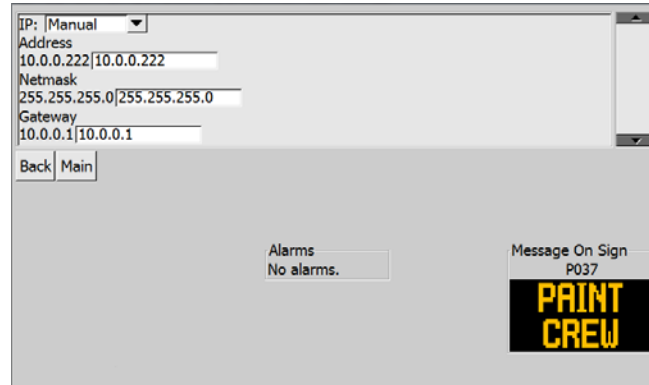 IP: Manual
Address
10.0.0.222 10.0.0.222
Netmask
255.255.255.0 255.255.255.0
Gateway
10.0.0.1 10.0.0.1
Back Main
Alarms
No alarms.
Message On Sign
P037
PAINT
CREW